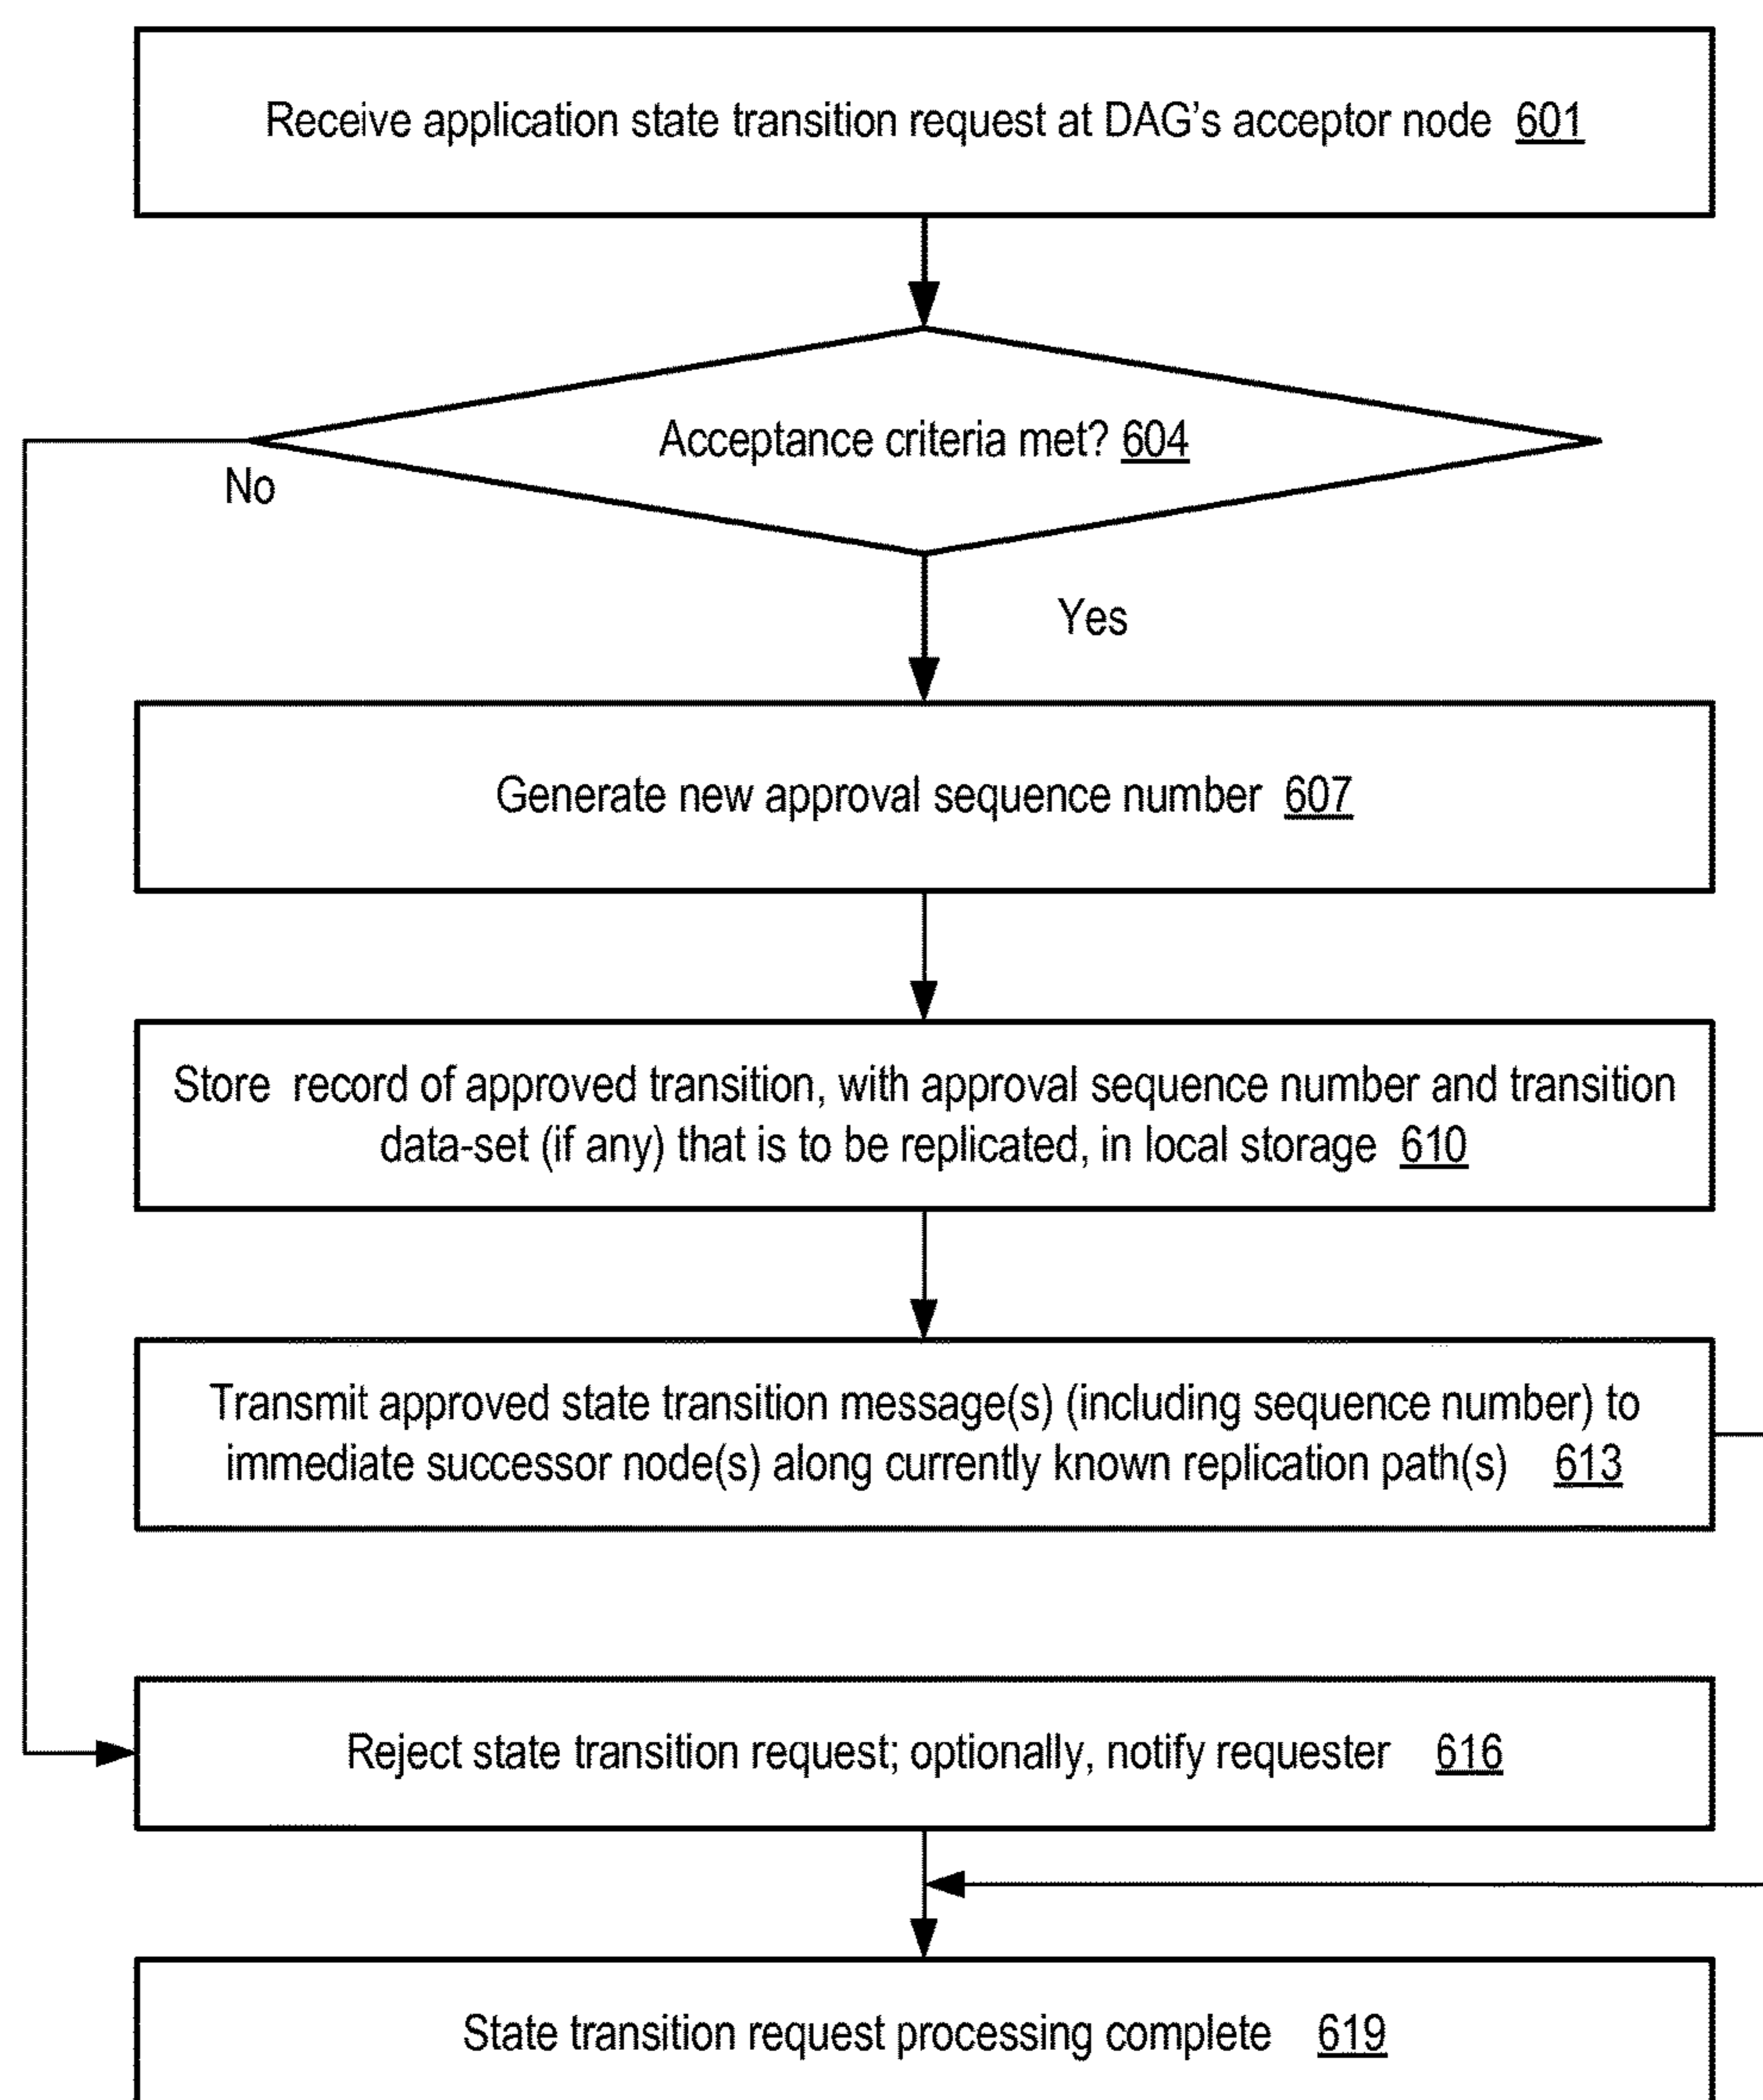 Receive application state transition request at DAG's acceptor node 601
Acceptance criteria met? 604
No
Yes
Generate new approval sequence number 607
Store record of approved transition, with approval sequence number and transition
data-set (if any) that is to be replicated, in local storage 610
Transmit approved state transition message(s) (including sequence number) to
immediate successor node(s) along currently known replication path(s) 613
Reject state transition request; optionally, notify requester 616
State transition request processing complete 619